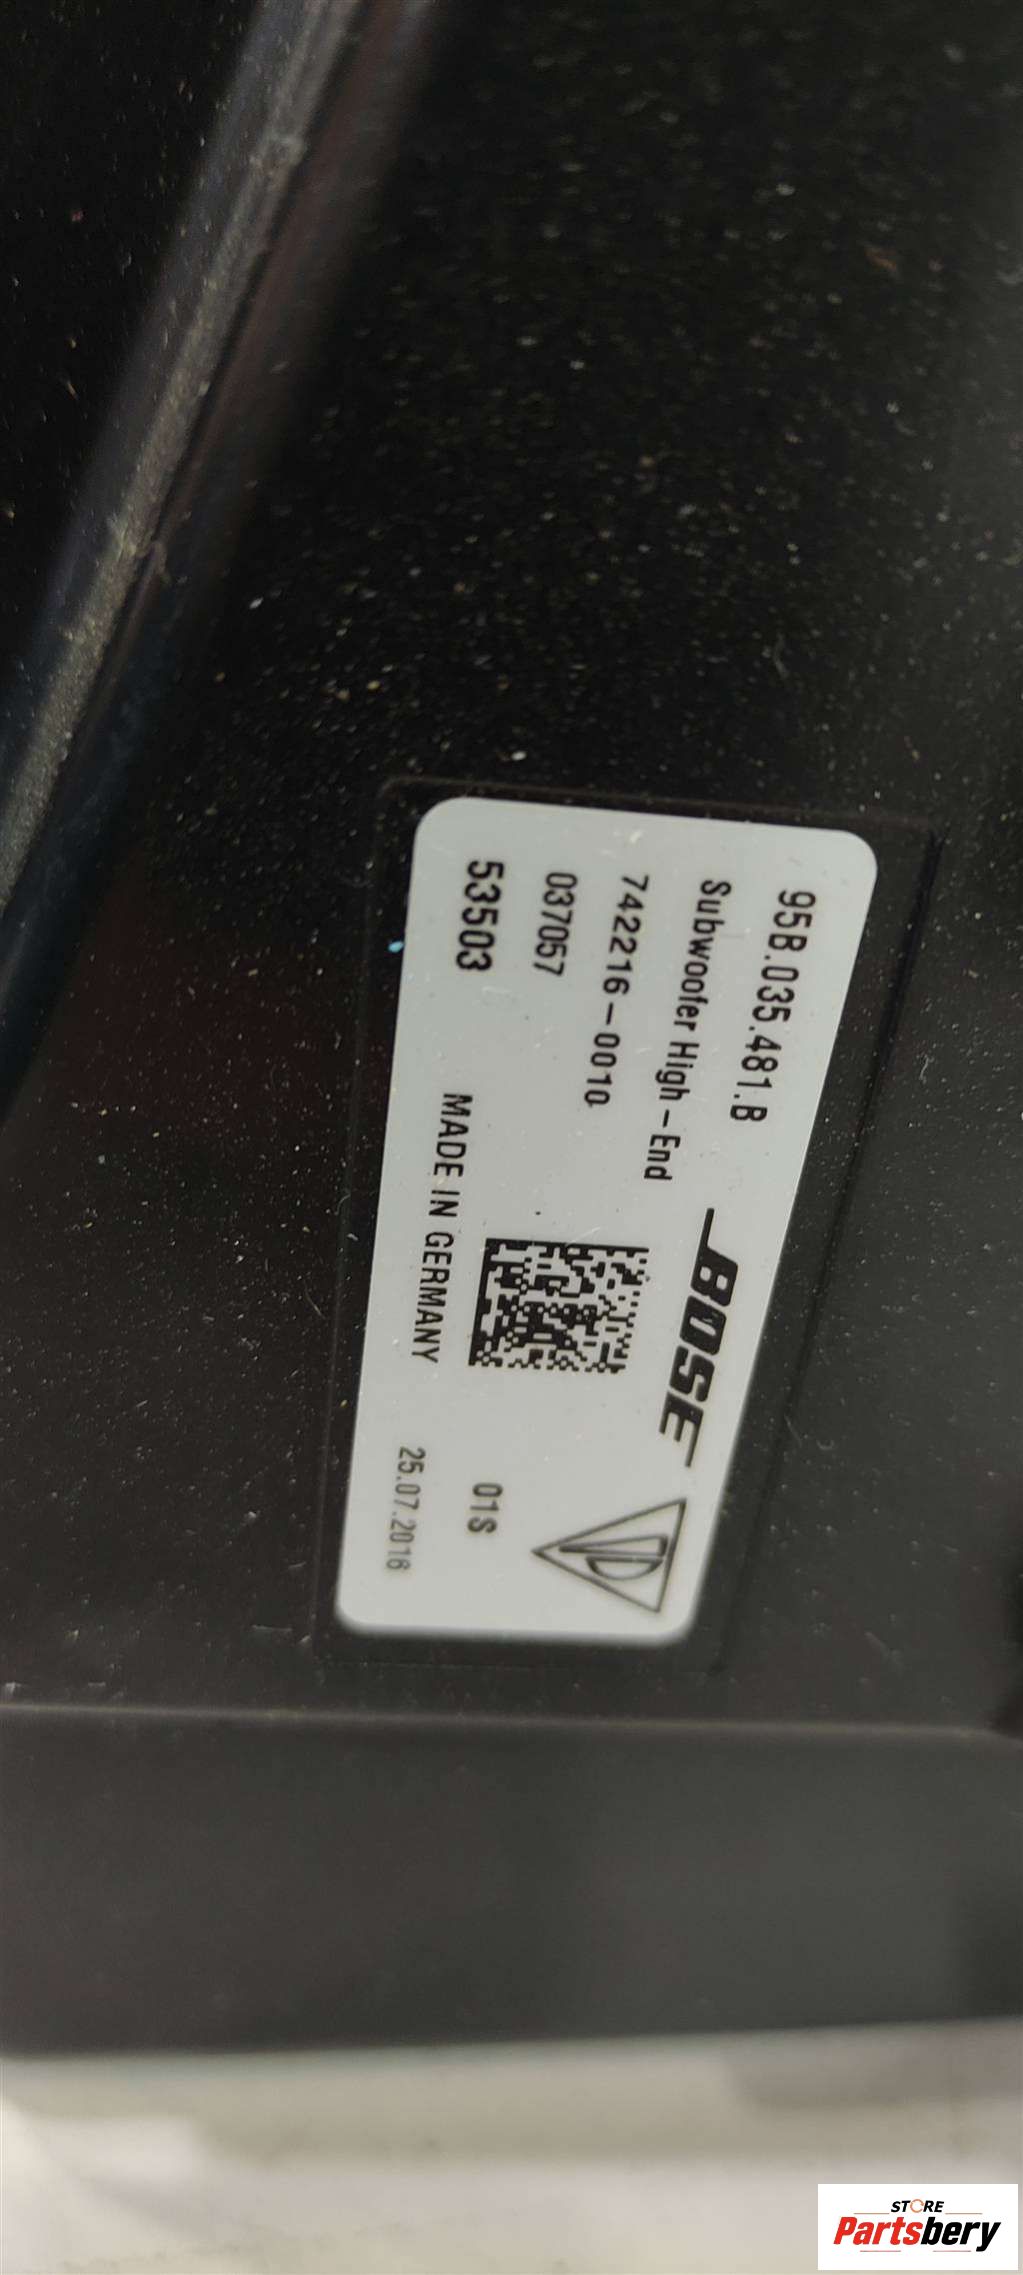 95B.035.481.B
Subwoofer High-End
BOSE
742216-0010
037057
53503
01S
MADE IN GERMANY
25.07.2016
STORE
Partsbery